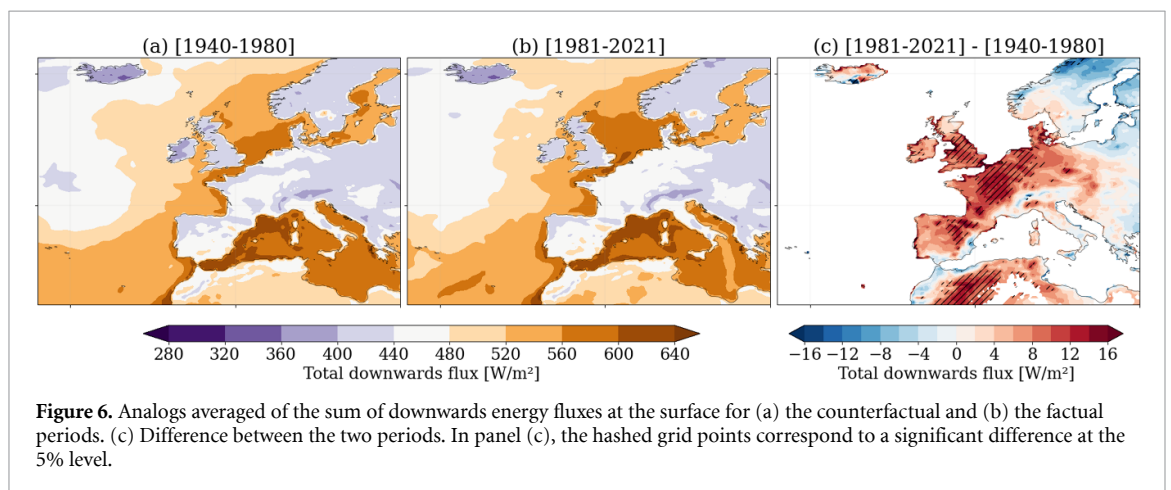 (a) [1940-1980]
(b) [1981-2021]
(c) [1981-2021] - [1940-1980]
280 320 360 400 440 480 520 560 600 640
Total downwards flux [W/m²]
−16 −12 −8 −4 0 4 8 12 16
Total downwards flux [W/m²]
Figure 6. Analogs averaged of the sum of downwards energy fluxes at the surface for (a) the counterfactual and (b) the factual
periods. (c) Difference between the two periods. In panel (c), the hashed grid points correspond to a significant difference at the
5% level.